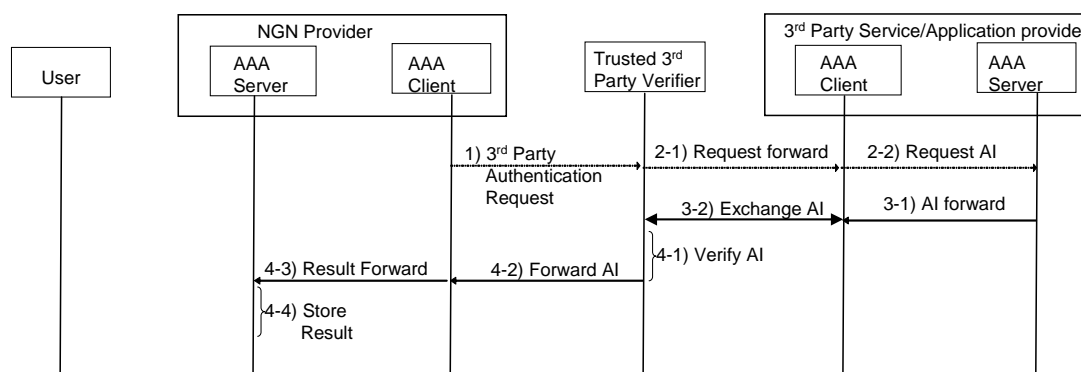 NGN Provider
3rd Party Service/Application provide
User
AAA
Server
AAA
Client
Trusted 3rd
Party Verifier
AAA
Client
AAA
Server
1) 3rd Party
Authentication
Request
2-1) Request forward
2-2) Request AI
3-2) Exchange AI
3-1) AI forward
4-1) Verify AI
4-3) Result Forward
4-2) Forward AI
4-4) Store
Result